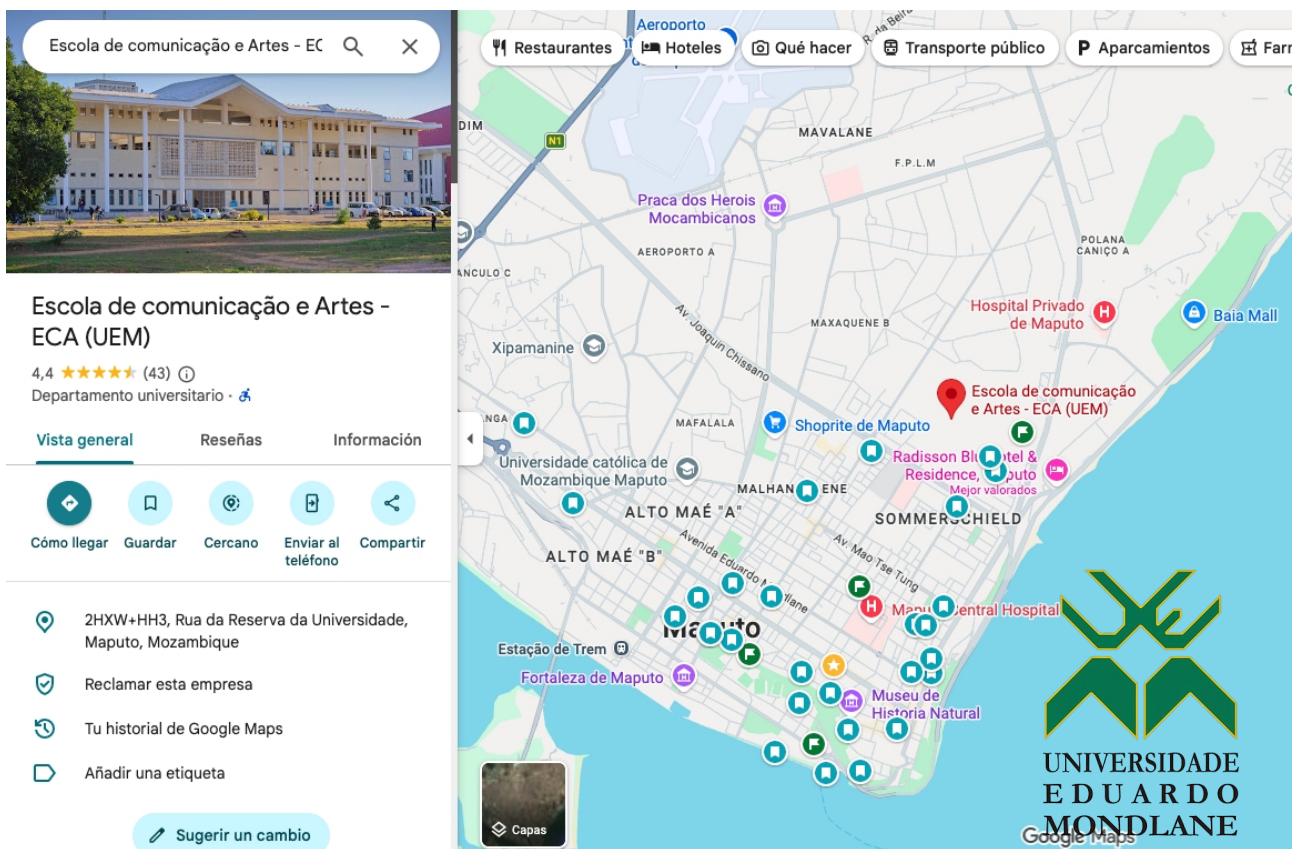 Escola de comunicação e Artes - EC
Escola de comunicação e Artes -
ECA (UEM)
4,4
(43)
Departamento universitario ·
Vista general
Reseñas
Información
Cómo llegar
Guardar
Cercano
Enviar al
teléfono
Compartir
2HXW+HH3, Rua da Reserva da Universidade,
Maputo, Mozambique
Reclamar esta empresa
Tu historial de Google Maps
Añadir una etiqueta
Sugerir un cambio
Restaurantes
Hoteles
Qué hacer
Transporte público
P Aparcamientos
Farr
Aeroporto
R. da Beira
DIM
N1
MAVALANE
F.P.L.M
Praca dos Herois
Mocambicanos
AEROPORTO A
POLANA
CANIÇO A
ANCULO C
Hospital Privado
de Maputo
H
Baia Mall
Av. Joaquin Chissano
MAXAQUENE B
Xipamanine
Escola de comunicação
e Artes - ECA (UEM)
NGA
MAFALALA
Shoprite de Maputo
Universidade católica de
Mozambique Maputo
Radisson Blu Hotel &
Residence, Maputo
Mejor valorados
ALTO MAÉ "A"
SOMMERSCHIELD
ALTO MAÉ "B"
Avenida Eduardo Mondlane
Av. Mao Tse Tung
H
Maputo Central Hospital
Maputo
Estação de Trem
Fortaleza de Maputo
Museu de
Historia Natural
Capas
Google Maps
UNIVERSIDADE
EDUARDO
MONDLANE